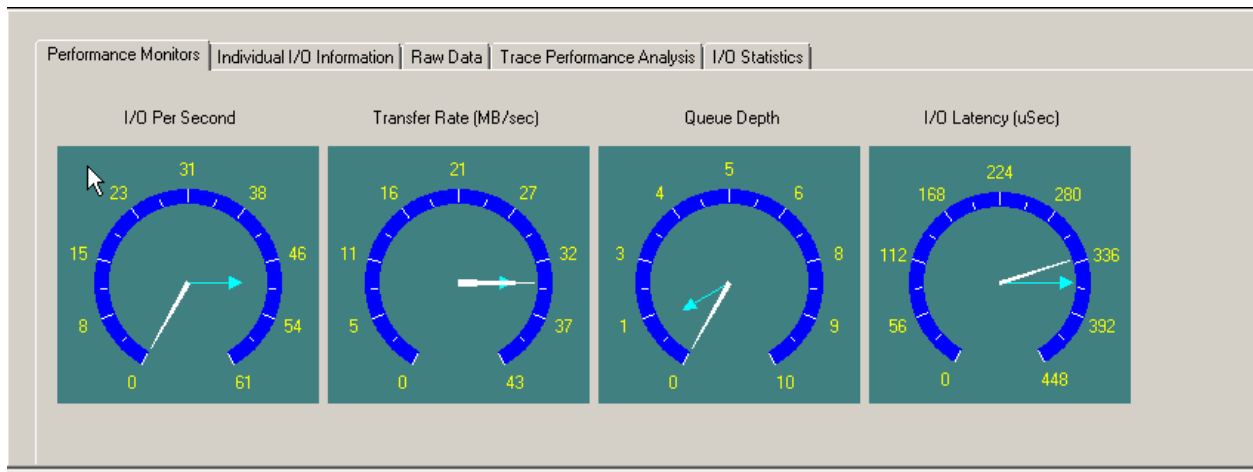 Performance Monitors Individual I/O Information Raw Data Trace Performance Analysis I/O Statistics
I/O Per Second Transfer Rate (MB/sec) Queue Depth I/O Latency (uSec)
31 21 5 224
23 38 16 27 4 6 168 280
15 46 11 32 3 8 112 336
8 54 5 37 1 9 56 392
0 61 0 43 0 10 0 448